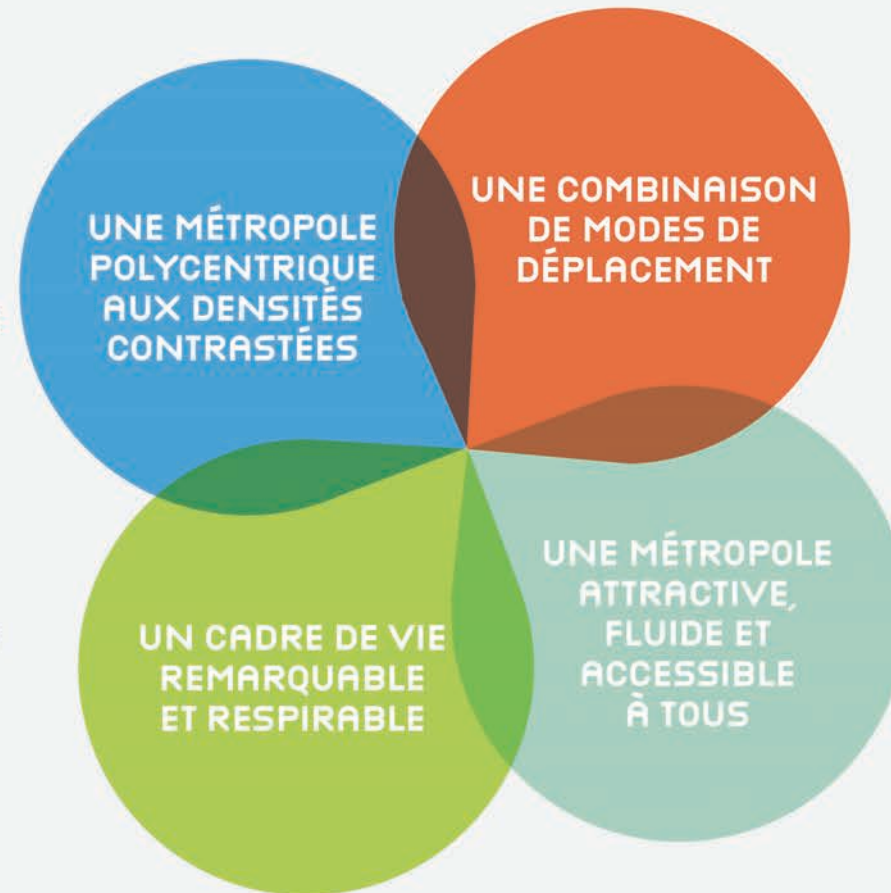 UNE MÉTROPOLE
POLYCENTRIQUE
AUX DENSITÉS
CONTRASTÉES
UNE COMBINAISON
DE MODES DE
DÉPLACEMENT
UN CADRE DE VIE
REMARQUABLE
ET RESPIRABLE
UNE MÉTROPOLE
ATTRACTIVE,
FLUIDE ET
ACCESSIBLE
À TOUS